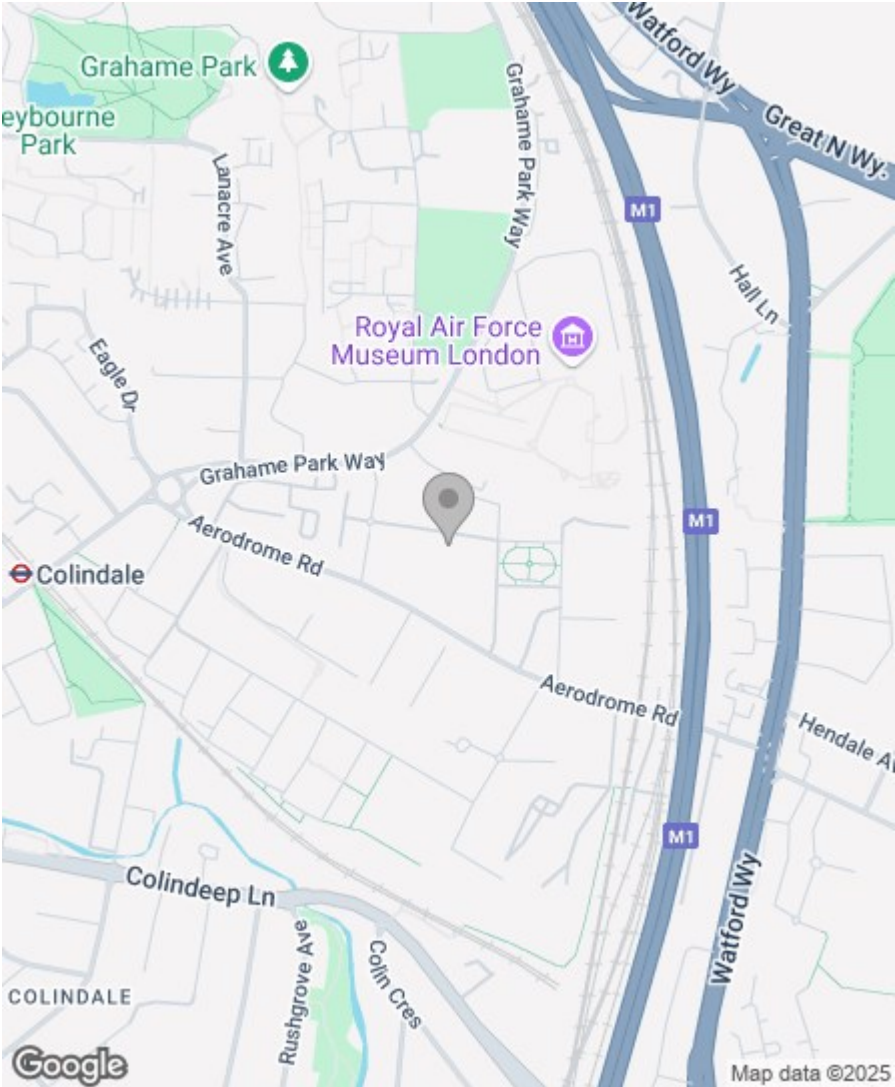 Watford Wy
Grahame Park
Great N Wy.
eybourne
Park
Grahame Park Way
Lanacre Ave
M1
Hall Ln
Royal Air Force
Museum London
Eagle Dr
Grahame Park Way
M1
Aerodrome Rd
Colindale
Aerodrome Rd
Hendale Av
M1
Colindeep Ln
Watford Wy
Rushgrove Ave
Colin Cres
COLINDALE
Google
Map data ©2025